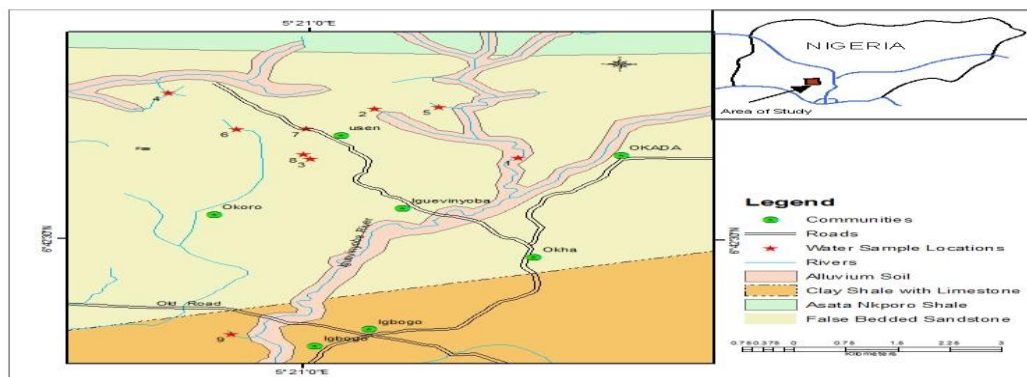 5°21'0"E
NIGERIA
Area of Study
4
2
5
6
7
usen
8
3
1
OKADA
Okoro
Iguevinyoba
6°42'30"N
6°42'30"N
Okha
Old Road
Igbogo
9
Igbogo
5°21'0"E
Legend
Communities
Roads
Water Sample Locations
Rivers
Alluvium Soil
Clay Shale with Limestone
Asata Nkporo Shale
False Bedded Sandstone
0.75 0.375 0 0.75 1.5 2.25 3
Kilometers